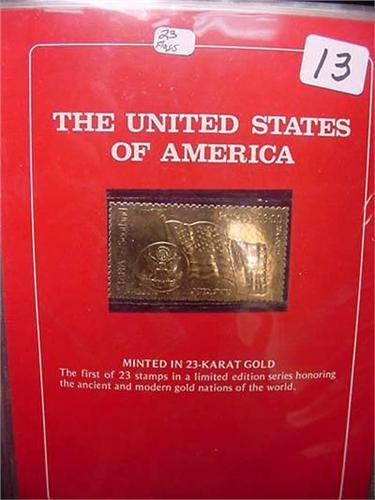 23
Flags
13
THE UNITED STATES
OF AMERICA
MINTED IN 23-KARAT GOLD
The first of 23 stamps in a limited edition series honoring
the ancient and modern gold nations of the world.